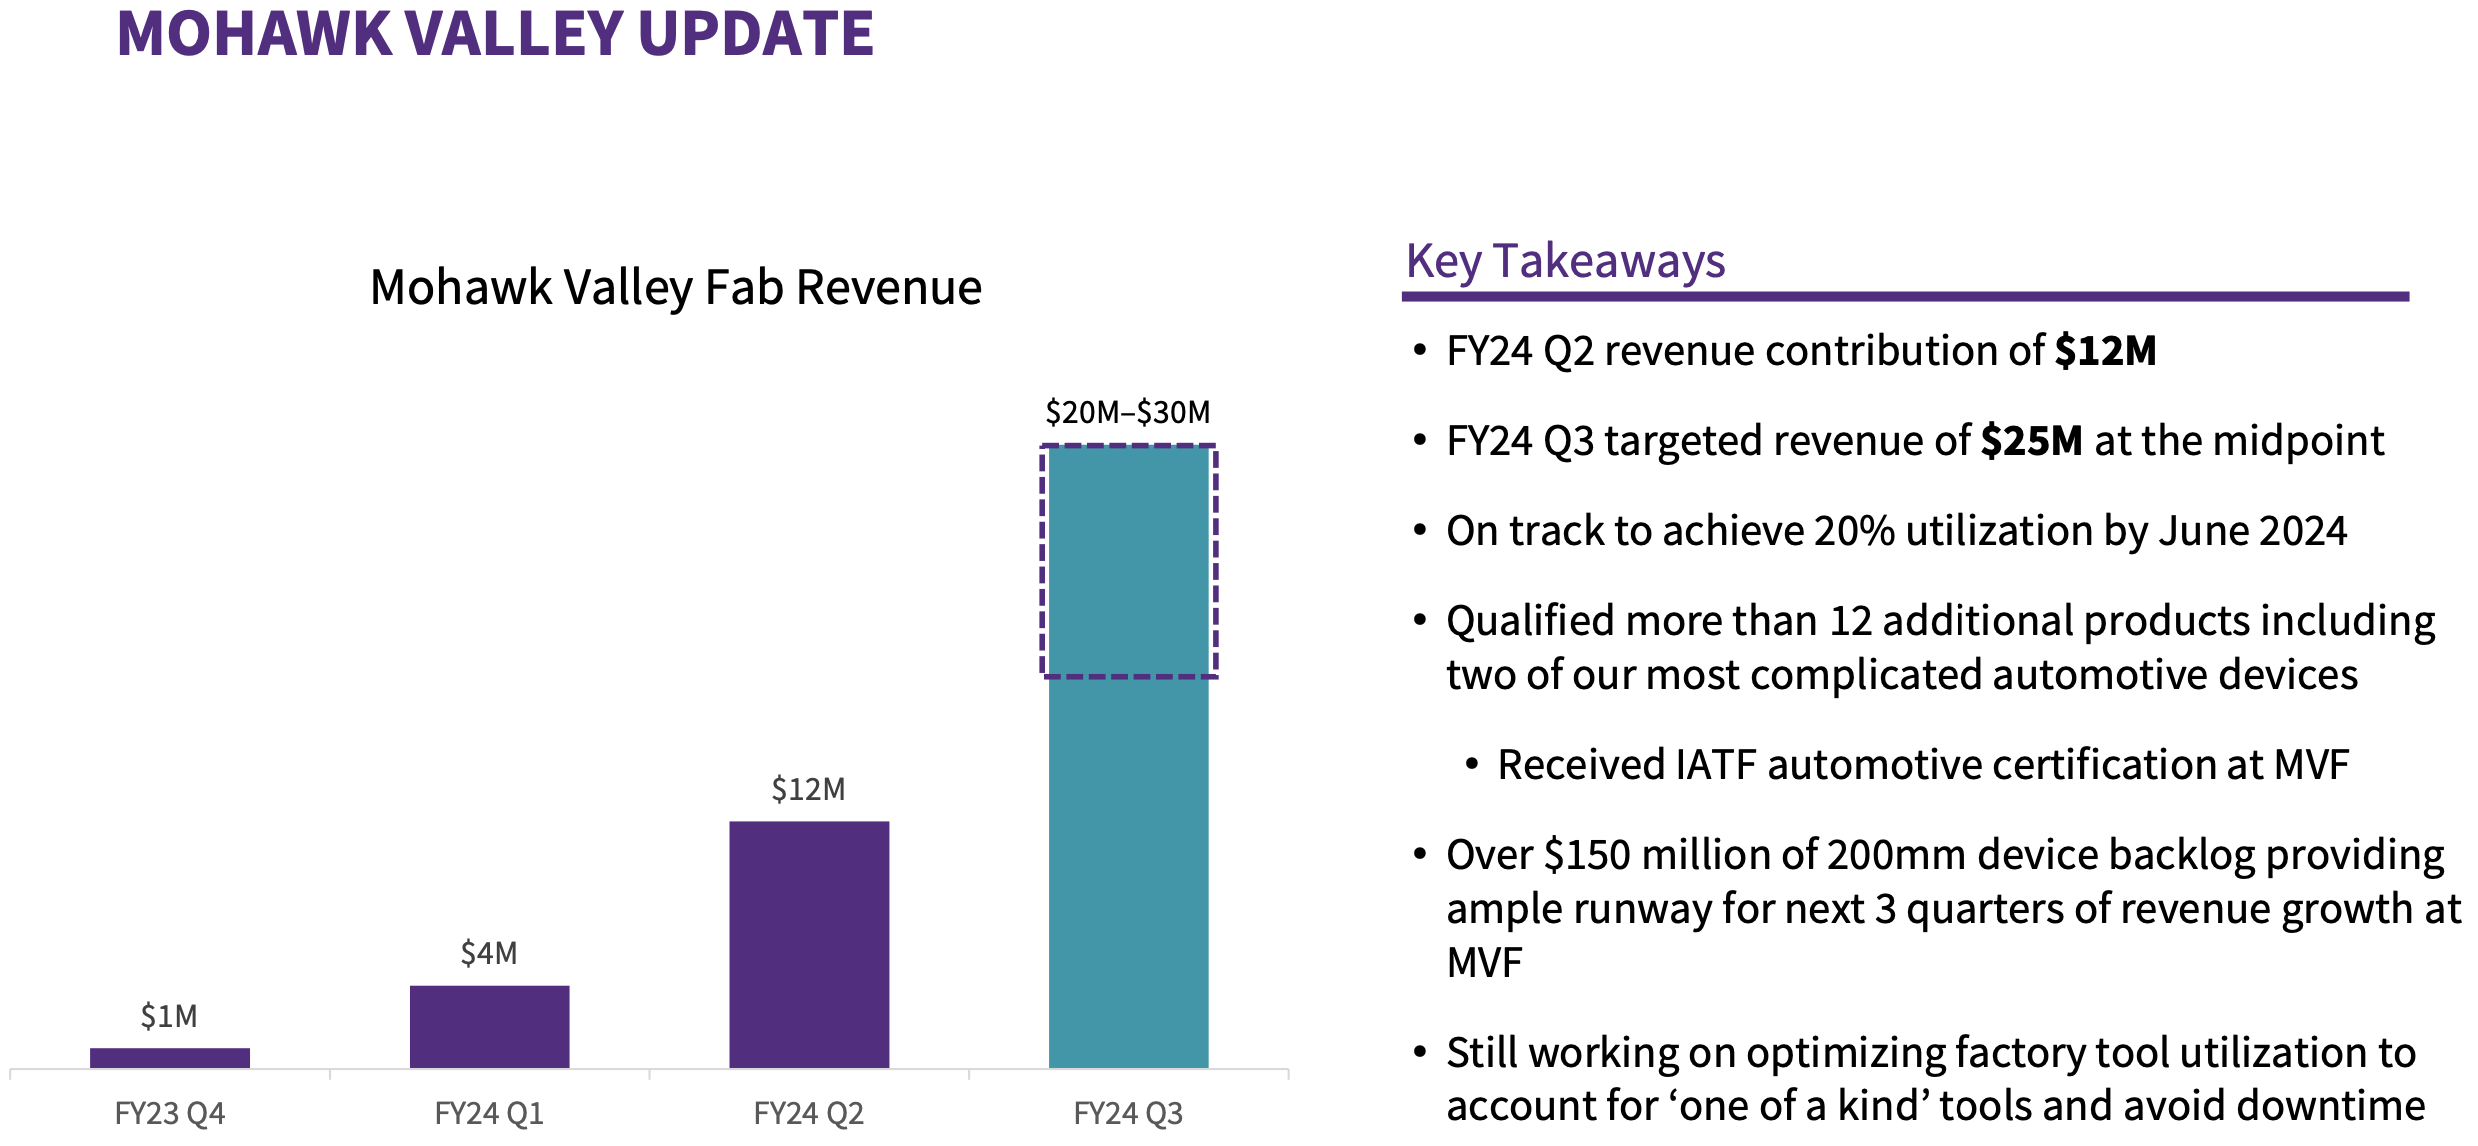 MOHAWK VALLEY UPDATE
Mohawk Valley Fab Revenue
$20M–$30M
$12M
$4M
$1M
FY23 Q4
FY24 Q1
FY24 Q2
FY24 Q3
Key Takeaways
• FY24 Q2 revenue contribution of $12M
• FY24 Q3 targeted revenue of $25M at the midpoint
• On track to achieve 20% utilization by June 2024
• Qualified more than 12 additional products including
two of our most complicated automotive devices
• Received IATF automotive certification at MVF
• Over $150 million of 200mm device backlog providing
ample runway for next 3 quarters of revenue growth at
MVF
• Still working on optimizing factory tool utilization to
account for ‘one of a kind’ tools and avoid downtime